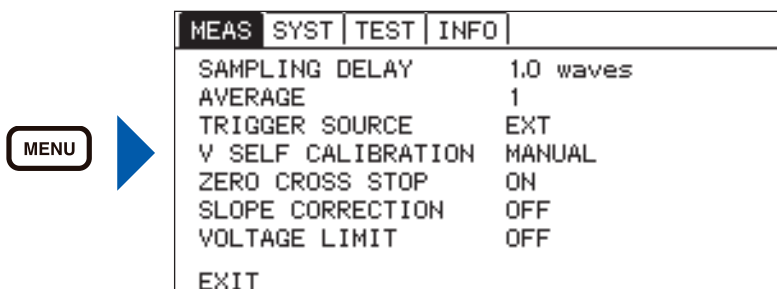 MENU
MEAS SYST TEST INFO
SAMPLING DELAY 1.0 waves
AVERAGE 1
TRIGGER SOURCE EXT
V SELF CALIBRATION MANUAL
ZERO CROSS STOP ON
SLOPE CORRECTION OFF
VOLTAGE LIMIT OFF
EXIT